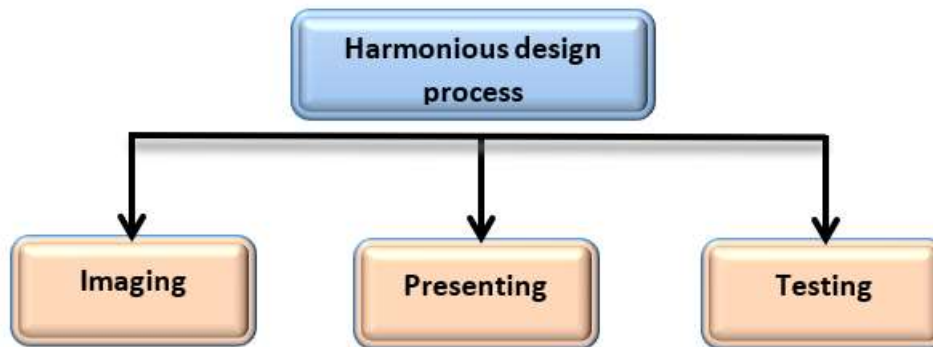 Harmonious design
process
Imaging
Presenting
Testing